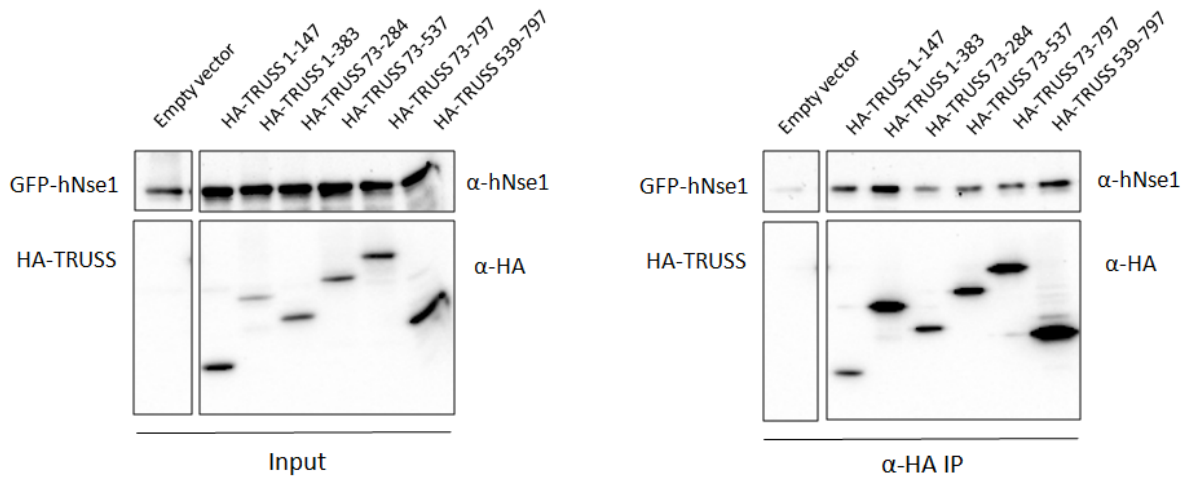 Empty vector
HA-TRUSS 1-147
HA-TRUSS 1-383
HA-TRUSS 73-284
HA-TRUSS 73-537
HA-TRUSS 73-797
HA-TRUSS 539-797
GFP-hNse1
α-hNse1
HA-TRUSS
α-HA
Input
Empty vector
HA-TRUSS 1-147
HA-TRUSS 1-383
HA-TRUSS 73-284
HA-TRUSS 73-537
HA-TRUSS 73-797
HA-TRUSS 539-797
GFP-hNse1
α-hNse1
HA-TRUSS
α-HA
α-HA IP